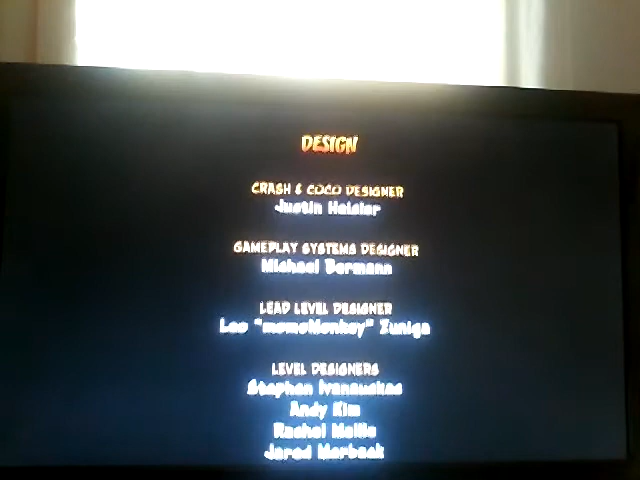 DESIGN
CRASH & COCO DESIGNER
Justin Heisler
GAMEPLAY SYSTEMS DESIGNER
Michael Bermann
LEAD LEVEL DESIGNER
Leo "momoMonkey" Zuniga
LEVEL DESIGNERS
Stephen Ivanauskas
Andy Kim
Rachel
Jared